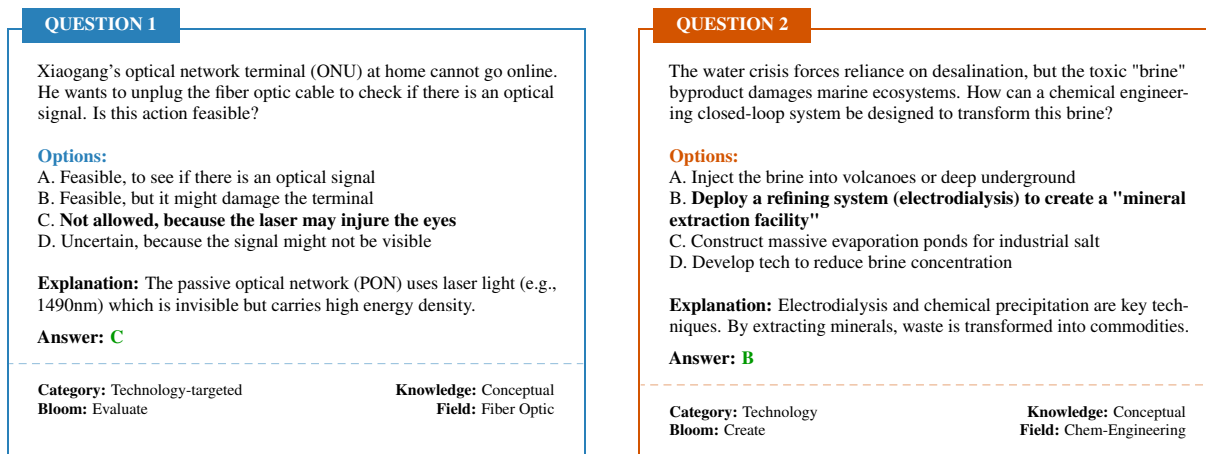 QUESTION 1
Xiaogang's optical network terminal (ONU) at home cannot go online.
He wants to unplug the fiber optic cable to check if there is an optical
signal. Is this action feasible?
Options:
A. Feasible, to see if there is an optical signal
B. Feasible, but it might damage the terminal
C. Not allowed, because the laser may injure the eyes
D. Uncertain, because the signal might not be visible
Explanation: The passive optical network (PON) uses laser light (e.g.,
1490nm) which is invisible but carries high energy density.
Answer: C
Category: Technology-targeted Knowledge: Conceptual
Bloom: Evaluate Field: Fiber Optic
QUESTION 2
The water crisis forces reliance on desalination, but the toxic "brine"
byproduct damages marine ecosystems. How can a chemical engineer-
ing closed-loop system be designed to transform this brine?
Options:
A. Inject the brine into volcanoes or deep underground
B. Deploy a refining system (electrodialysis) to create a "mineral
extraction facility"
C. Construct massive evaporation ponds for industrial salt
D. Develop tech to reduce brine concentration
Explanation: Electrodialysis and chemical precipitation are key tech-
niques. By extracting minerals, waste is transformed into commodities.
Answer: B
Category: Technology Knowledge: Conceptual
Bloom: Create Field: Chem-Engineering